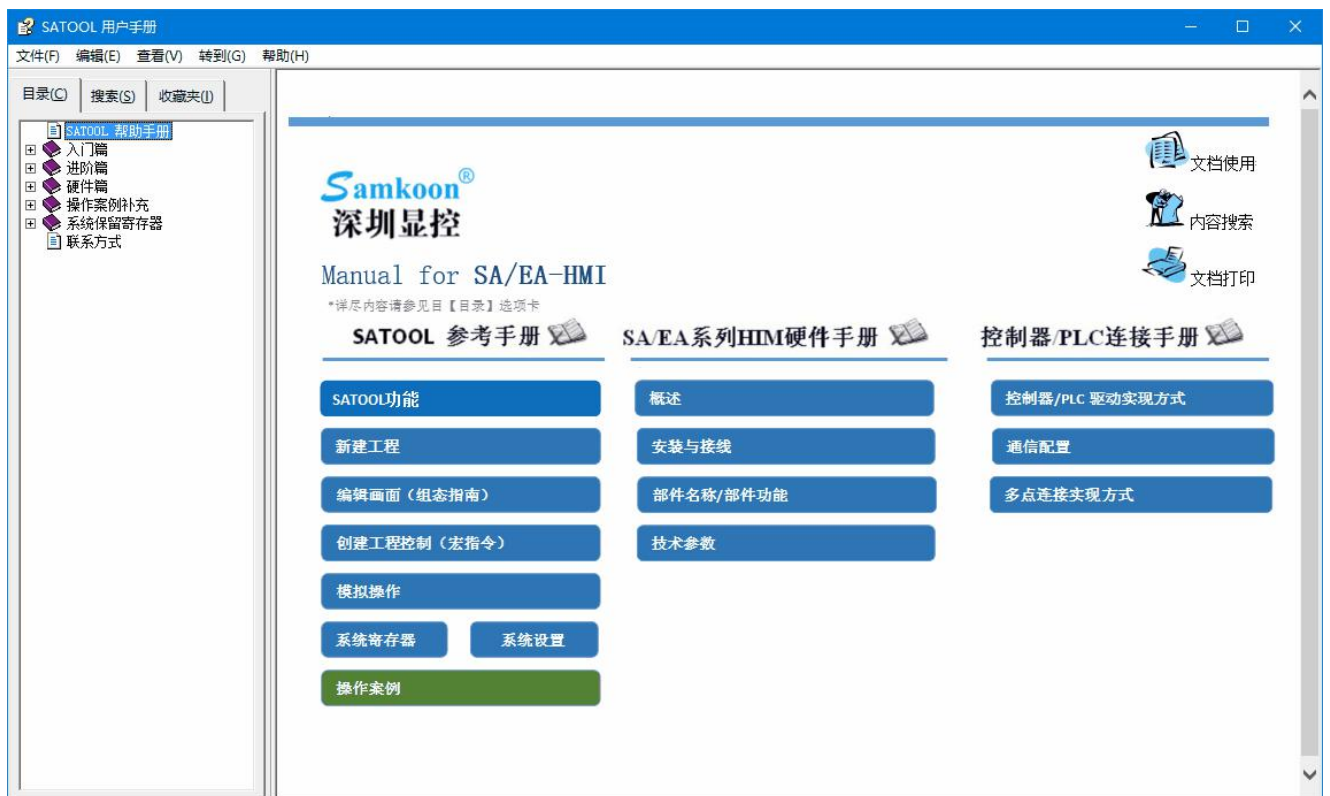 SATOOL 用户手册
文件(F) 编辑(E) 查看(V) 转到(G) 帮助(H)
目录(C) 搜索(S) 收藏夹(I)
SATOOL 帮助手册
入门篇
进阶篇
硬件篇
操作案例补充
系统保留寄存器
联系方式
文档使用
内容搜索
文档打印
Samkoon®
深圳显控
Manual for SA/EA-HMI
*详尽内容请参见目【目录】选项卡
SATOOL 参考手册
SATOOL功能
新建工程
编辑画面（组态指南）
创建工程控制（宏指令）
模拟操作
系统寄存器 系统设置
操作案例
SA/EA系列HIM硬件手册
概述
安装与接线
部件名称/部件功能
技术参数
控制器/PLC连接手册
控制器/PLC 驱动实现方式
通信配置
多点连接实现方式